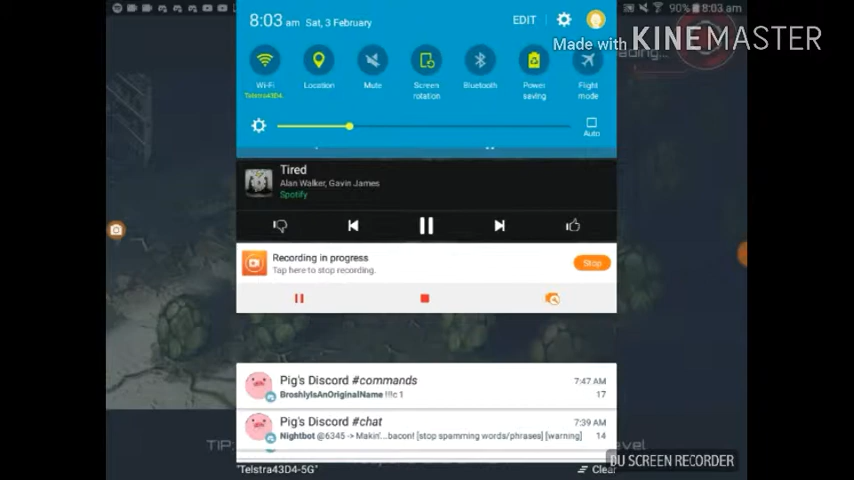 8:03 am Sat, 3 February
EDIT
90% 8:03 am
Made with KINEMASTER
Wi-Fi
Telstra43D4-
Location
Mute
Screen rotation
Bluetooth
Power saving
Flight mode
Auto
Tired
Alan Walker, Gavin James
Spotify
Recording in progress
Tap here to stop recording.
Stop
Pig's Discord #commands
7:47 AM
BroshlyIsAnOriginalName !!!c 1
17
Pig's Discord #chat
7:39 AM
Nightbot @6345 -> Makin'...bacon! [stop spamming words/phrases] [warning]
14
TIP:
"Telstra43D4-5G"
Clear
DU SCREEN RECORDER